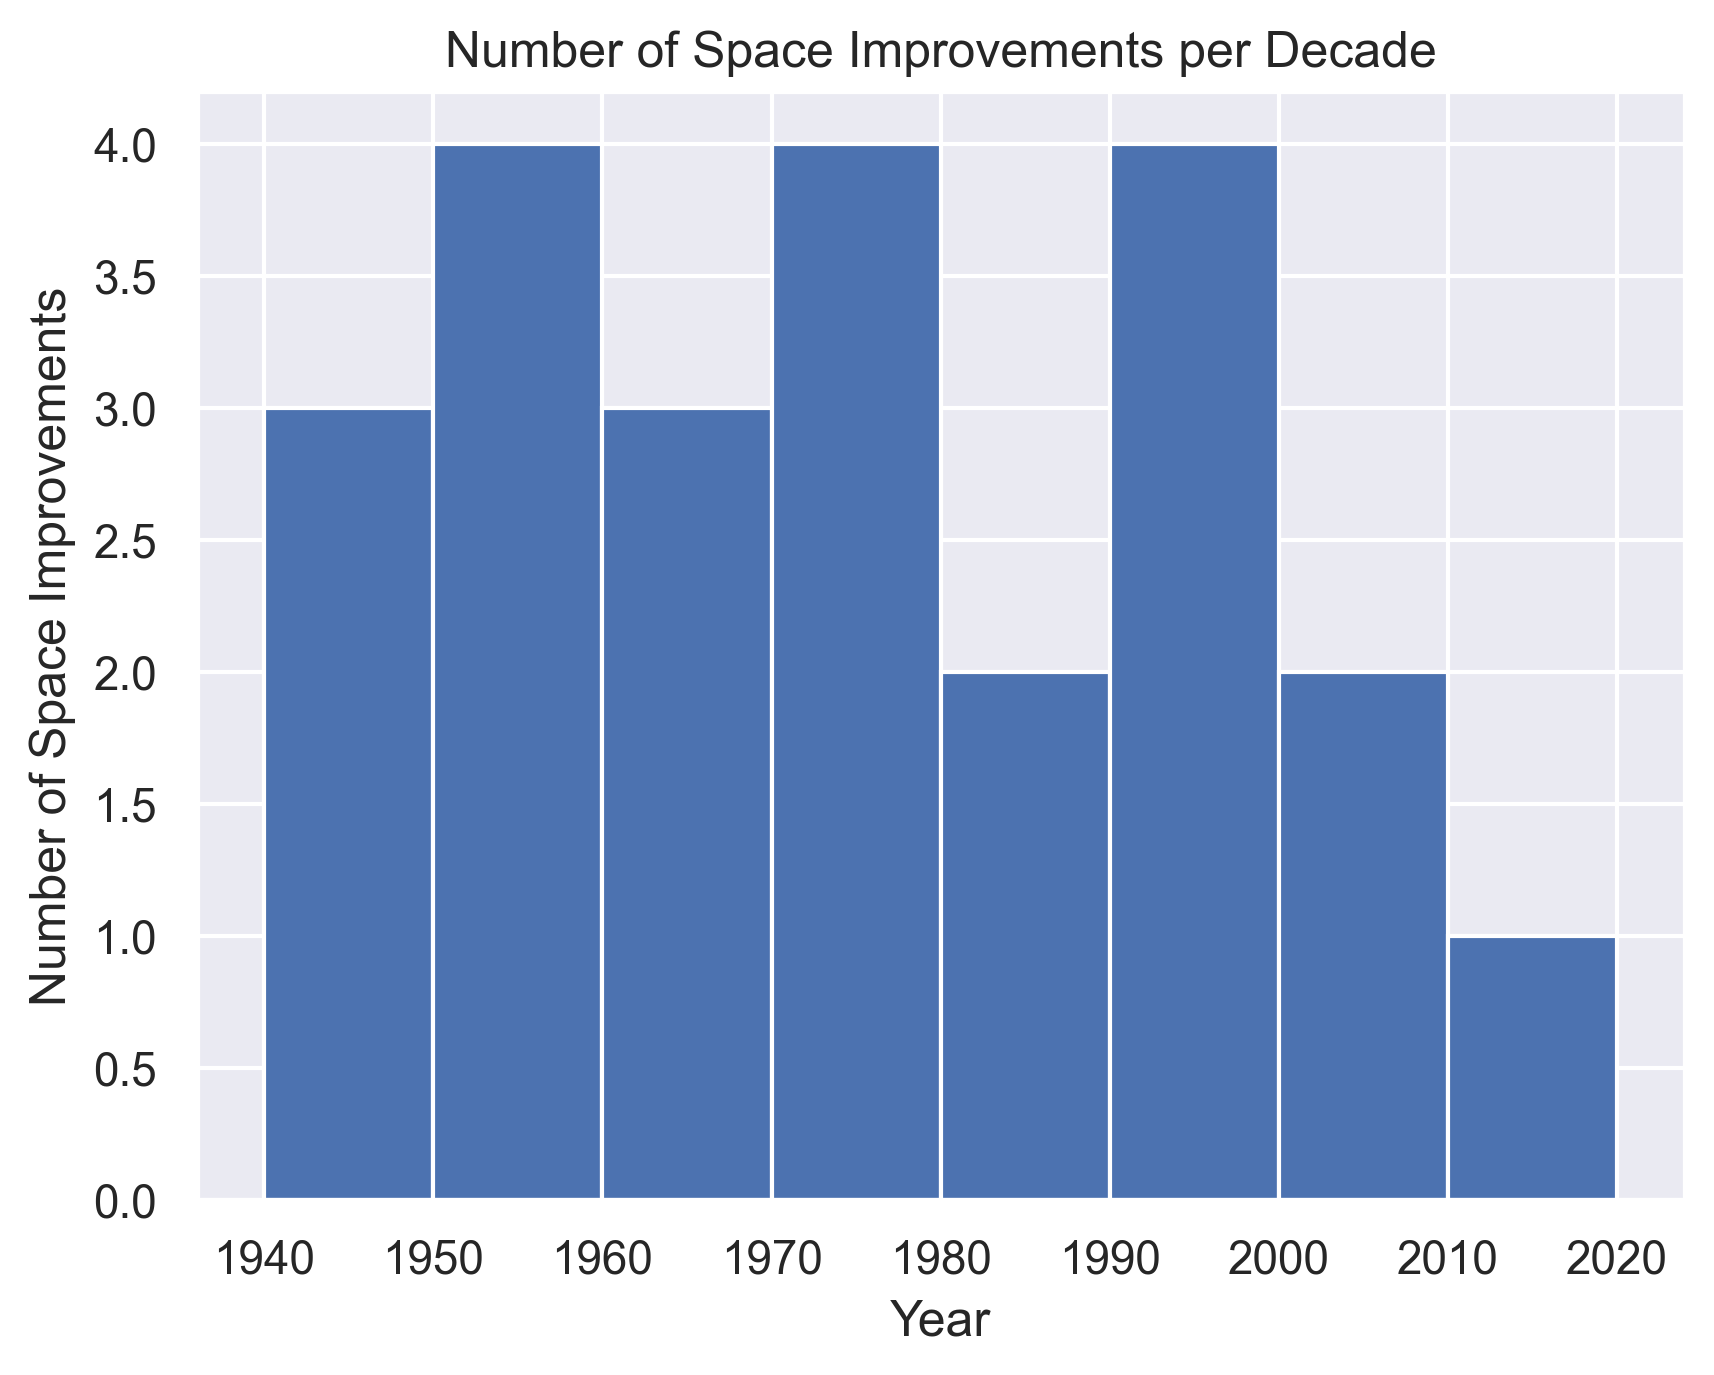 Number of Space Improvements per Decade
Number of Space Improvements
4.0
3.5
3.0
2.5
2.0
1.5
1.0
0.5
0.0
1940 1950 1960 1970 1980 1990 2000 2010 2020
Year